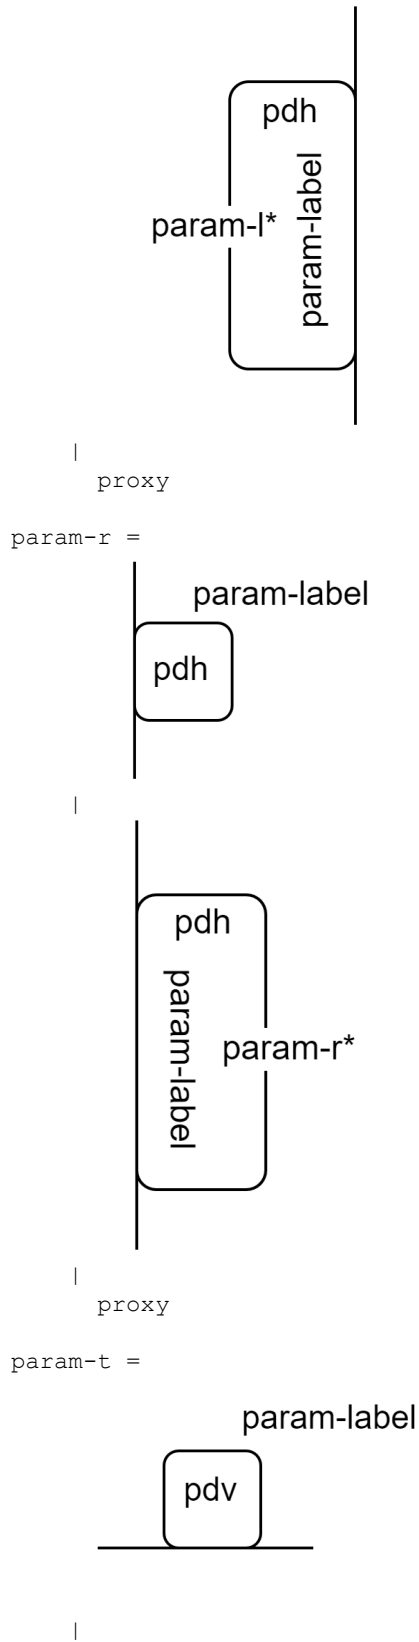 pdh
param-label
param-l*
|
proxy
param-r =
param-label
pdh
|
pdh
param-label
param-r*
|
proxy
param-t =
param-label
pdv
|